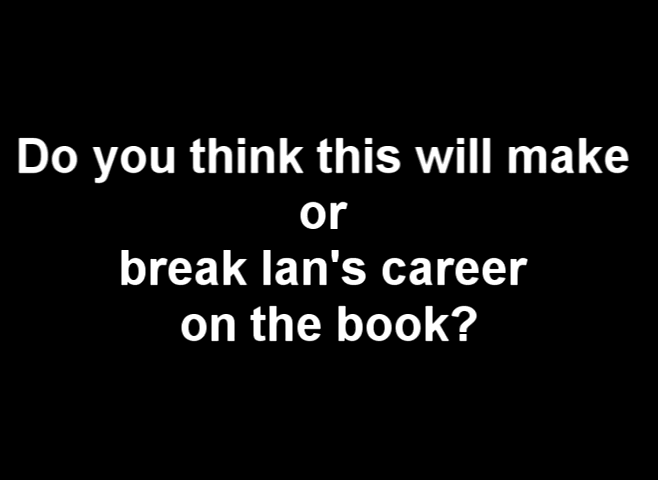 Do you think this will make
or
break Ian's career
on the book?